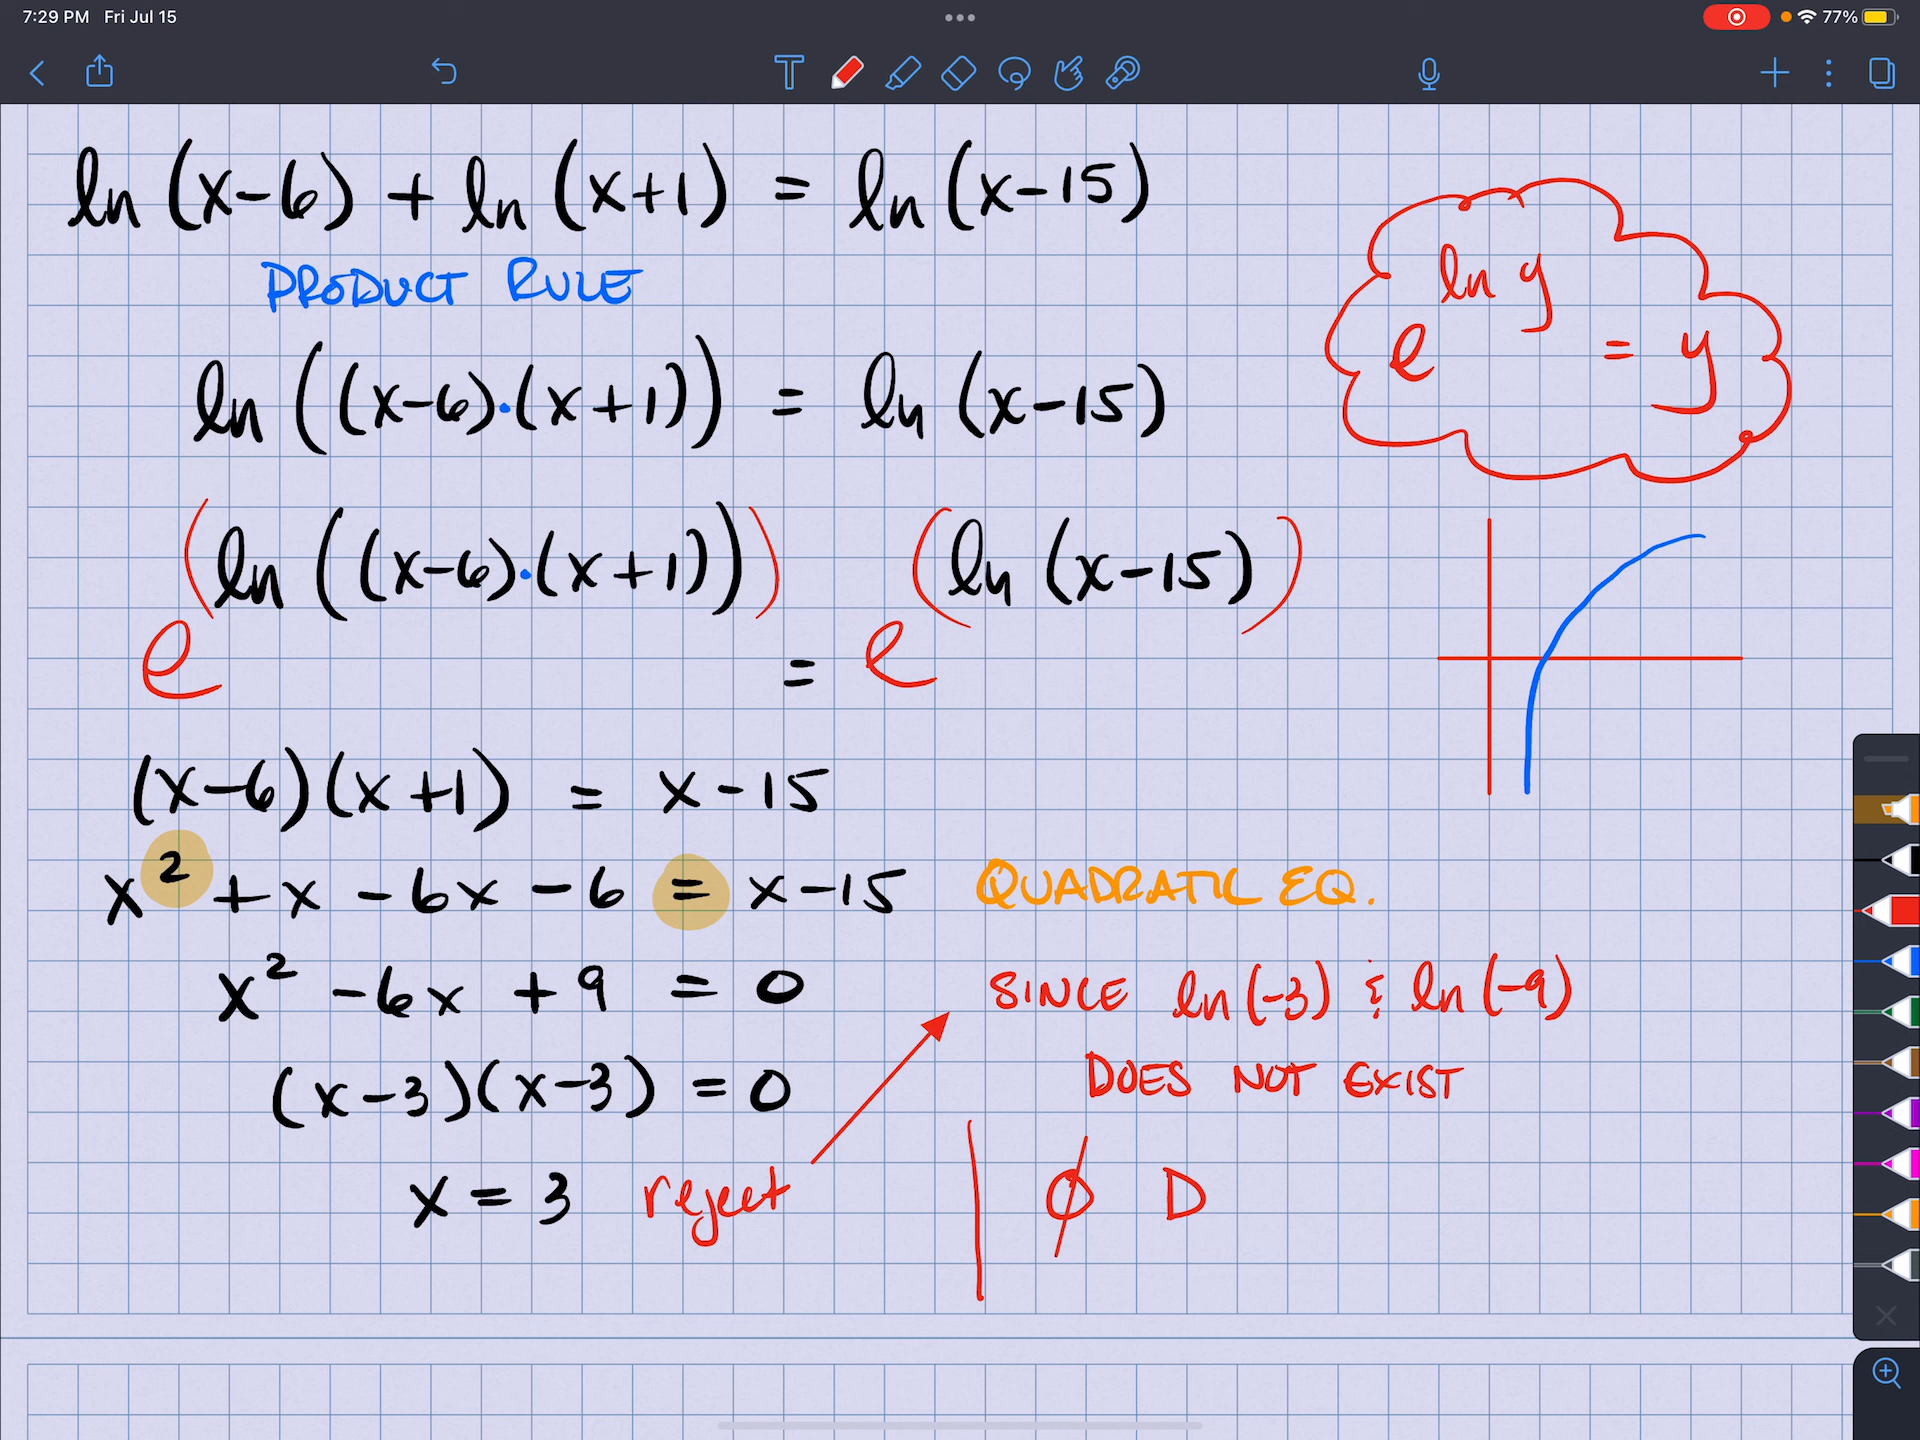 7:29 PM Fri Jul 15
77%
ln (x-6) + ln (x+1) = ln (x-15)
PRODUCT RULE
ln ((x-6)·(x+1)) = ln (x-15)
e^(ln ((x-6)·(x+1))) = e^(ln (x-15))
(x-6)(x+1) = x-15
x² + x - 6x - 6 = x-15
QUADRATIC EQ.
x² - 6x + 9 = 0
(x-3)(x-3) = 0
x = 3 reject
SINCE ln(-3) & ln(-9)
DOES NOT EXIST
∅ D
e^(ln y) = y